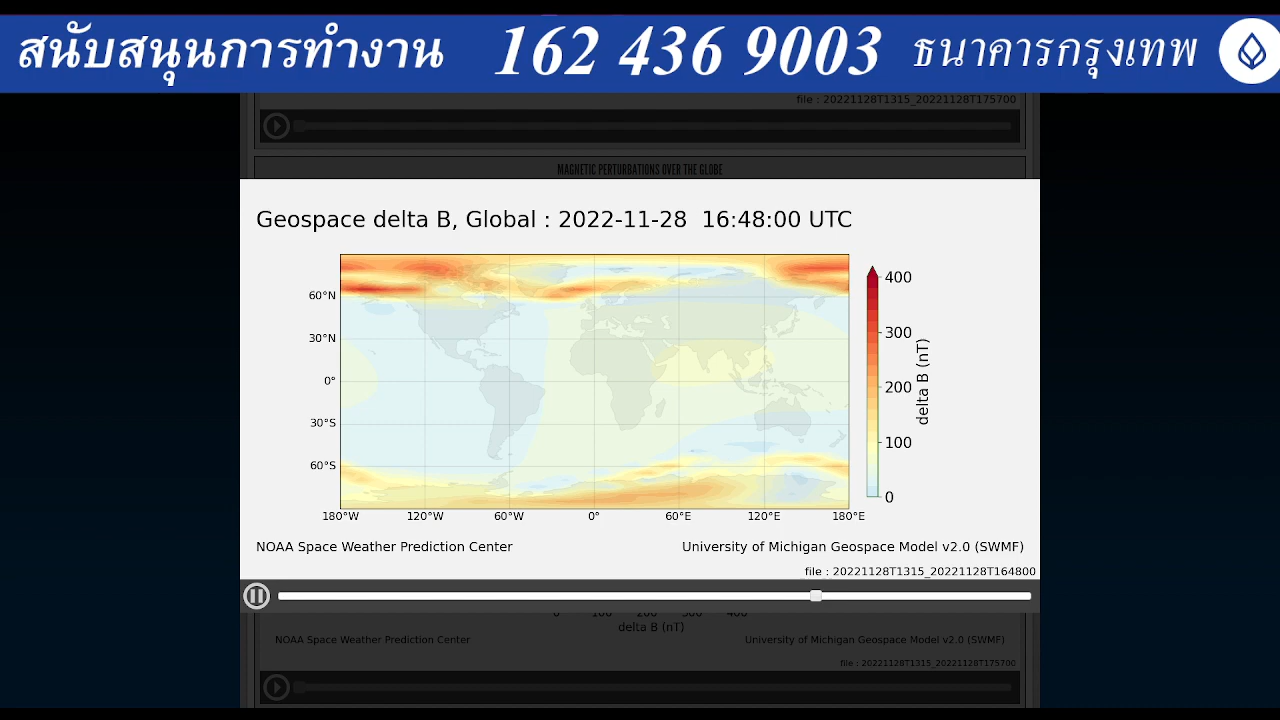 สนับสนุนการทำงาน 162 436 9003 ธนาคารกรุงเทพ
file : 20221128T1315_20221128T175700
MAGNETIC PERTURBATIONS OVER THE GLOBE
Geospace delta B, Global : 2022-11-28 16:48:00 UTC
400
60°N
300
30°N
0°
200
delta B (nT)
30°S
100
60°S
0
180°W 120°W 60°W 0° 60°E 120°E 180°E
NOAA Space Weather Prediction Center University of Michigan Geospace Model v2.0 (SWMF)
file : 20221128T1315_20221128T164800
0 100 200 300 400
delta B (nT)
NOAA Space Weather Prediction Center University of Michigan Geospace Model v2.0 (SWMF)
file : 20221128T1315_20221128T175700